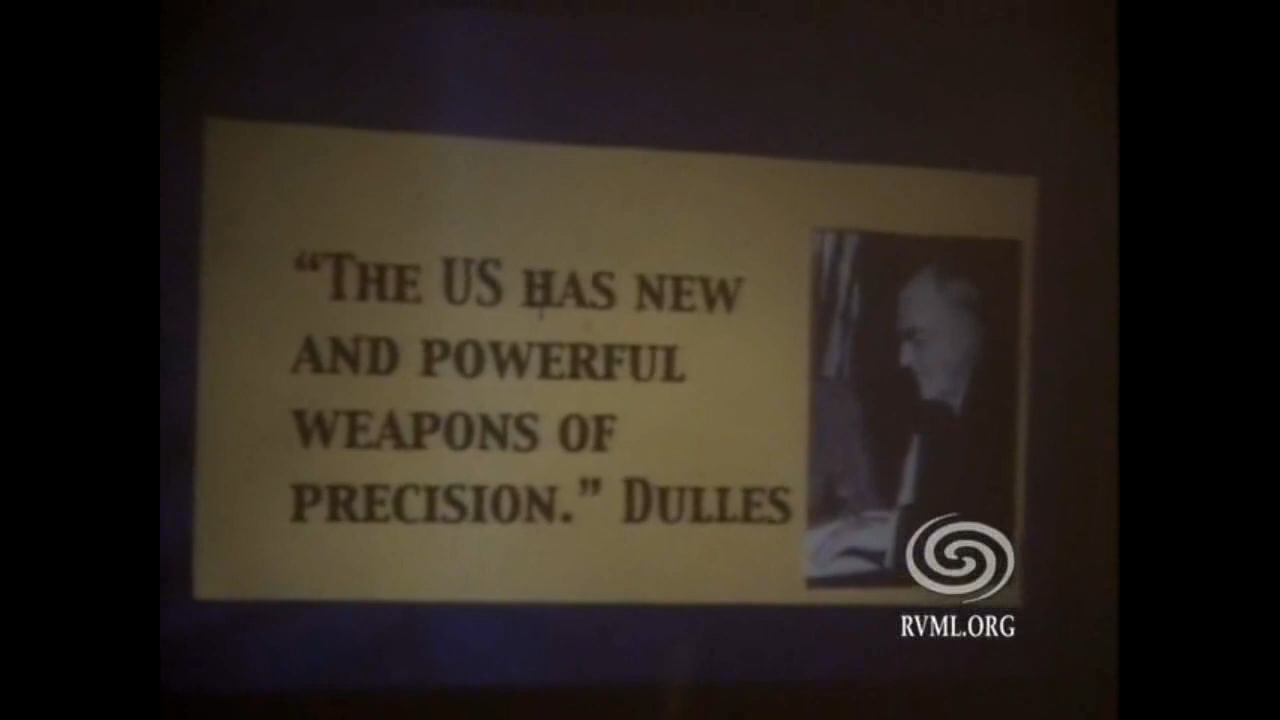 “THE US HAS NEW
AND POWERFUL
WEAPONS OF
PRECISION.” DULLES
RVML.ORG